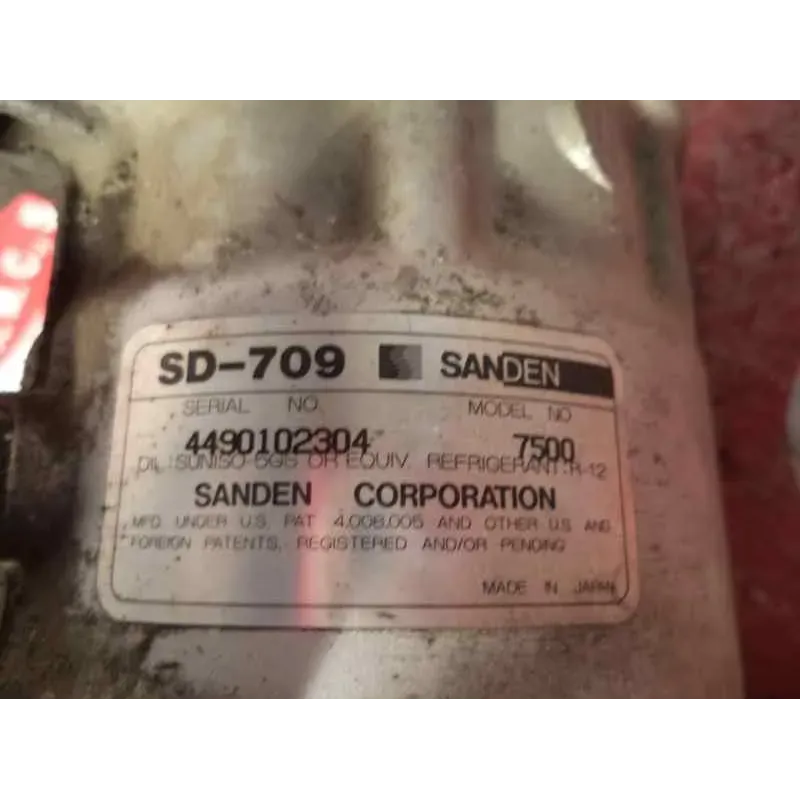 SD-709 SANDEN
SERIAL NO. MODEL NO
4490102304 7500
OIL : SUNISO 5GS OR EQUIV. REFRIGERANT : R-12
SANDEN CORPORATION
MFD. UNDER U.S. PAT 4,008,005 AND OTHER U.S. AND
FOREIGN PATENTS, REGISTERED AND/OR PENDING
MADE IN JAPAN